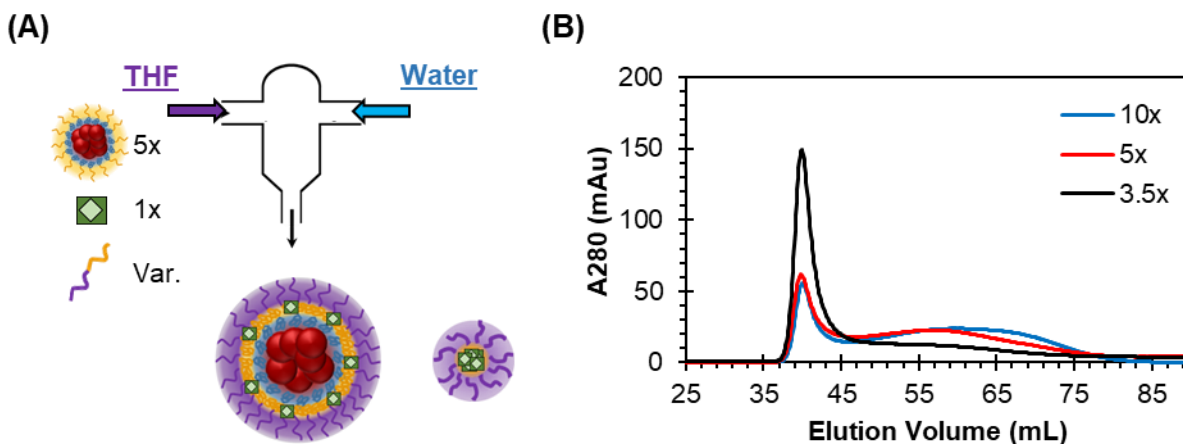 (A)
THF
Water
5x
1x
Var.
(B)
A280 (mAu)
200
150
100
50
0
10x
5x
3.5x
25 35 45 55 65 75 85
Elution Volume (mL)